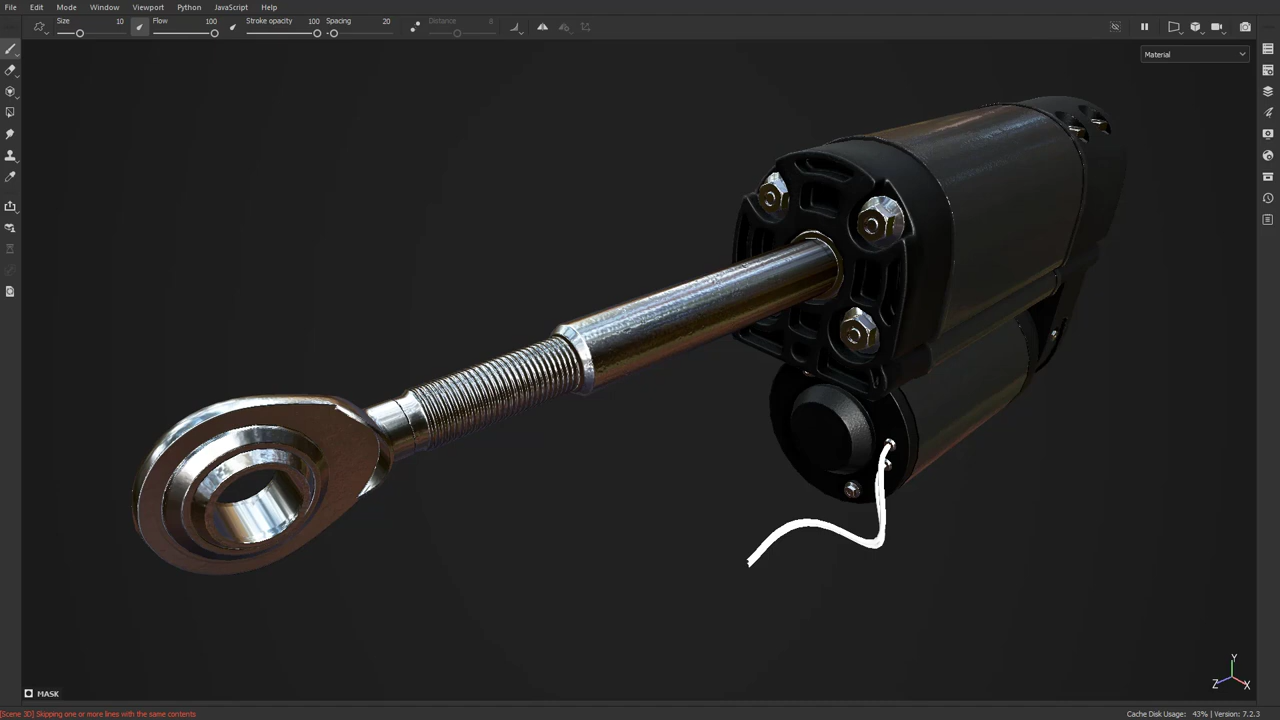 File Edit Mode Window Viewport Python JavaScript Help
Size 10 Flow 100 Stroke opacity 100 Spacing 20 Distance 8
Material
Y
Z X
MASK
[Scene 3D] Skipping one or more lines with the same contents
Cache Disk Usage: 43% | Version: 7.2.3